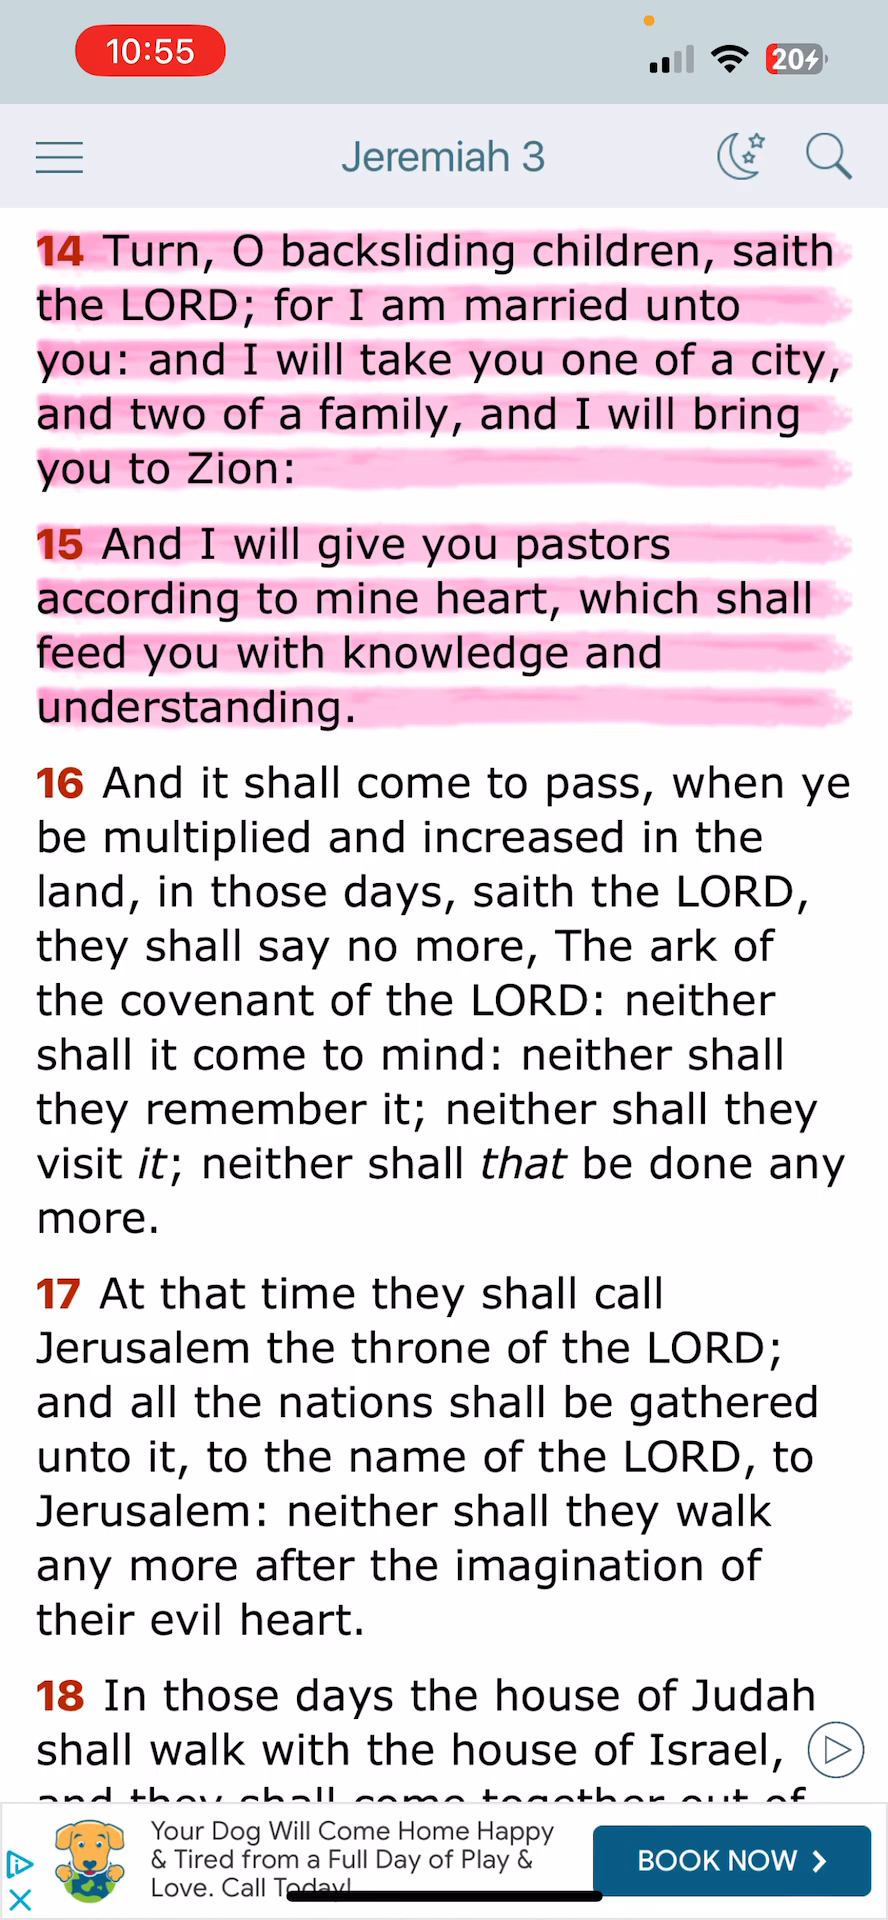 10:55
20
Jeremiah 3
14 Turn, O backsliding children, saith
the LORD; for I am married unto
you: and I will take you one of a city,
and two of a family, and I will bring
you to Zion:
15 And I will give you pastors
according to mine heart, which shall
feed you with knowledge and
understanding.
16 And it shall come to pass, when ye
be multiplied and increased in the
land, in those days, saith the LORD,
they shall say no more, The ark of
the covenant of the LORD: neither
shall it come to mind: neither shall
they remember it; neither shall they
visit it; neither shall that be done any
more.
17 At that time they shall call
Jerusalem the throne of the LORD;
and all the nations shall be gathered
unto it, to the name of the LORD, to
Jerusalem: neither shall they walk
any more after the imagination of
their evil heart.
18 In those days the house of Judah
shall walk with the house of Israel,
and they shall come together out of
Your Dog Will Come Home Happy
& Tired from a Full Day of Play &
Love. Call Today!
BOOK NOW